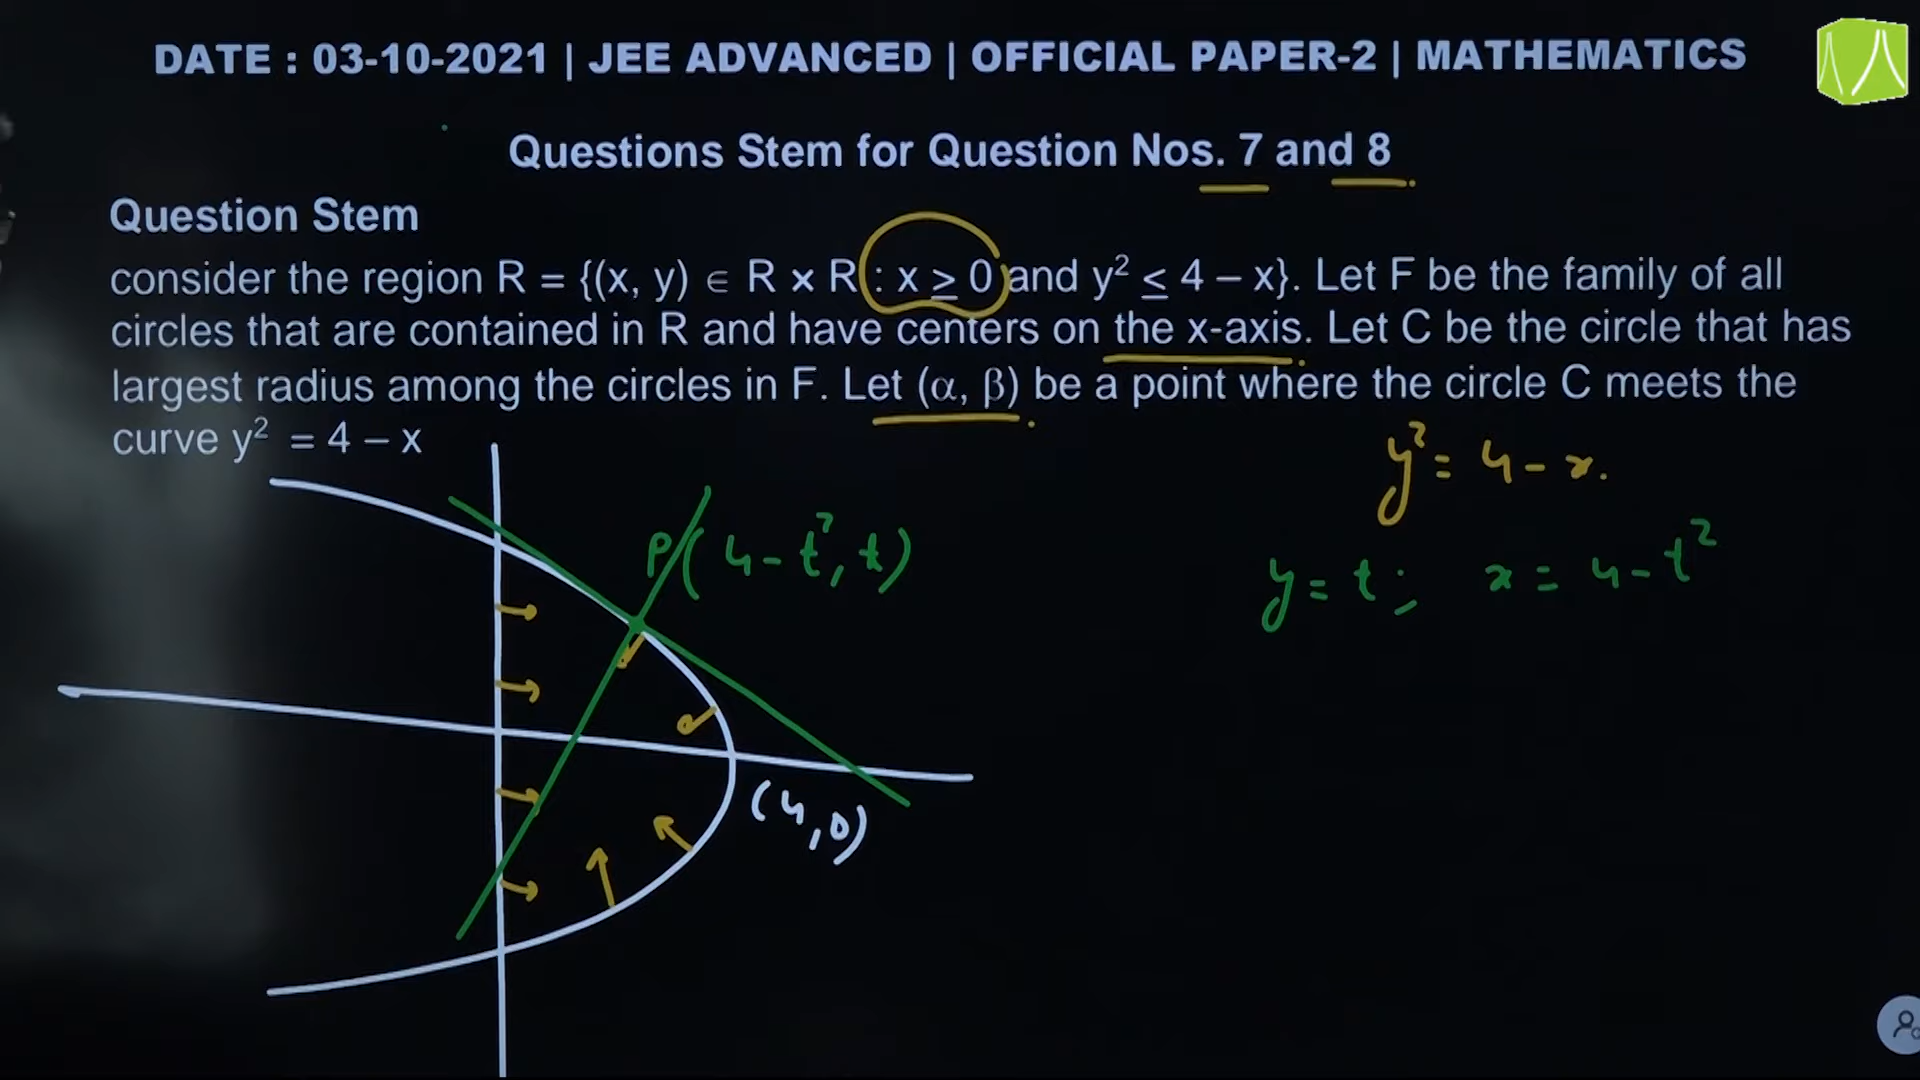 DATE : 03-10-2021 | JEE ADVANCED | OFFICIAL PAPER-2 | MATHEMATICS
Questions Stem for Question Nos. 7 and 8
Question Stem
consider the region R = {(x, y) ∈ R × R : x ≥ 0 and y² ≤ 4 – x}. Let F be the family of all
circles that are contained in R and have centers on the x-axis. Let C be the circle that has
largest radius among the circles in F. Let (α, β) be a point where the circle C meets the
curve y² = 4 – x
y² = 4 - x.
P(4-t², t)
y = t; x = 4-t²
(4,0)